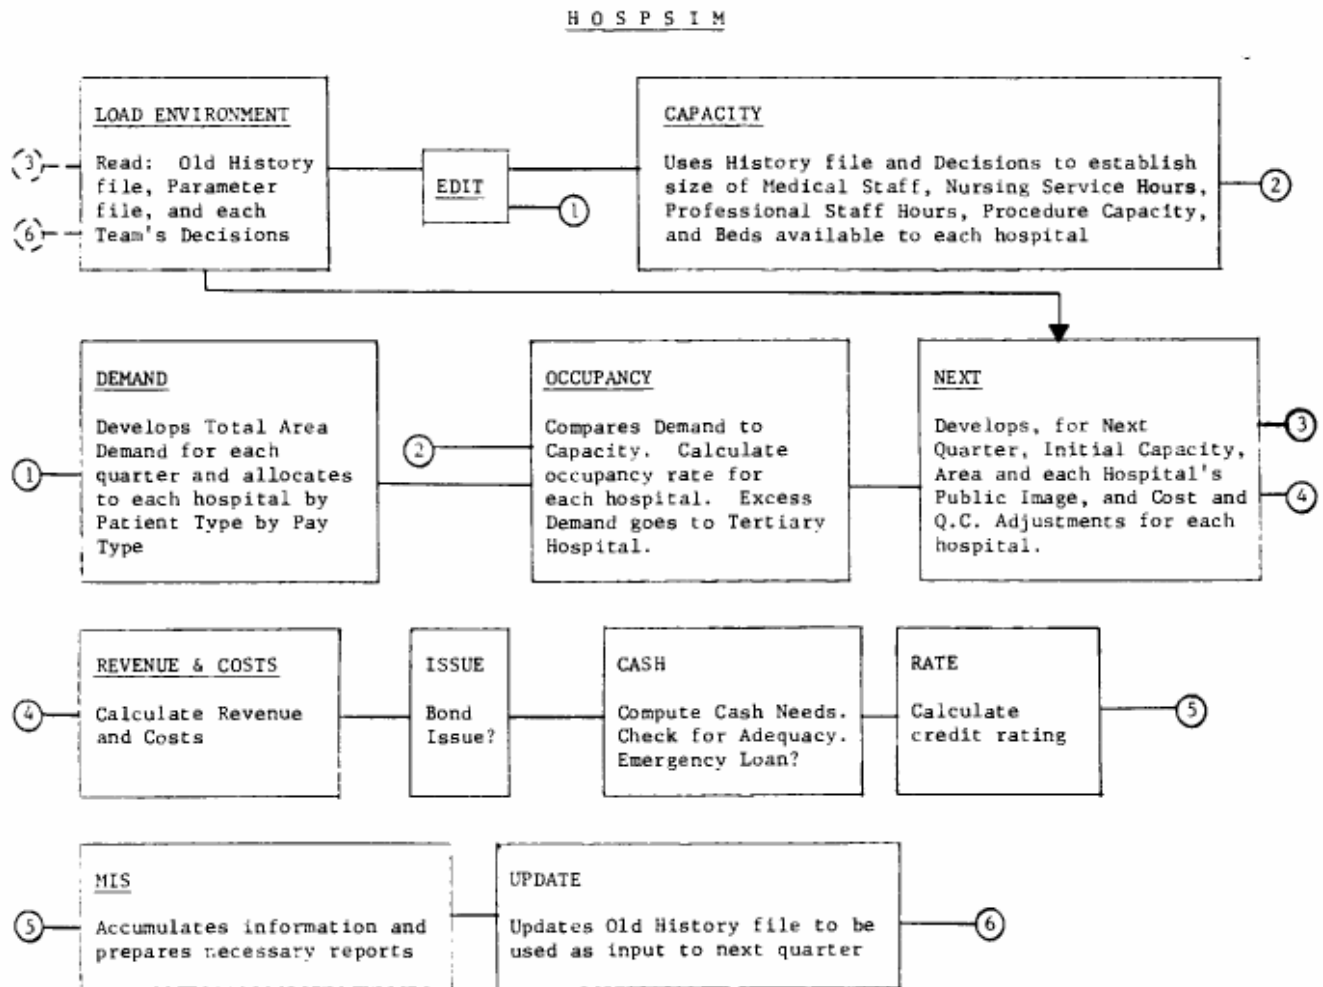 H O S P S I M
LOAD ENVIRONMENT
Read: Old History
file, Parameter
file, and each
Team's Decisions
3
6
EDIT
1
CAPACITY
Uses History file and Decisions to establish
size of Medical Staff, Nursing Service Hours,
Professional Staff Hours, Procedure Capacity,
and Beds available to each hospital
2
1
DEMAND
Develops Total Area
Demand for each
quarter and allocates
to each hospital by
Patient Type by Pay
Type
2
OCCUPANCY
Compares Demand to
Capacity. Calculate
occupancy rate for
each hospital. Excess
Demand goes to Tertiary
Hospital.
NEXT
Develops, for Next
Quarter, Initial Capacity,
Area and each Hospital's
Public Image, and Cost and
Q.C. Adjustments for each
hospital.
3
4
4
REVENUE & COSTS
Calculate Revenue
and Costs
ISSUE
Bond
Issue?
CASH
Compute Cash Needs.
Check for Adequacy.
Emergency Loan?
RATE
Calculate
credit rating
5
5
MIS
Accumulates information and
prepares necessary reports
UPDATE
Updates Old History file to be
used as input to next quarter
6